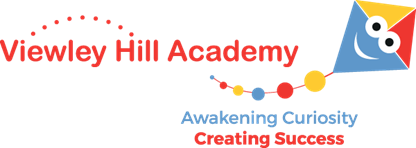 Viewley Hill Academy
Awakening Curiosity
Creating Success